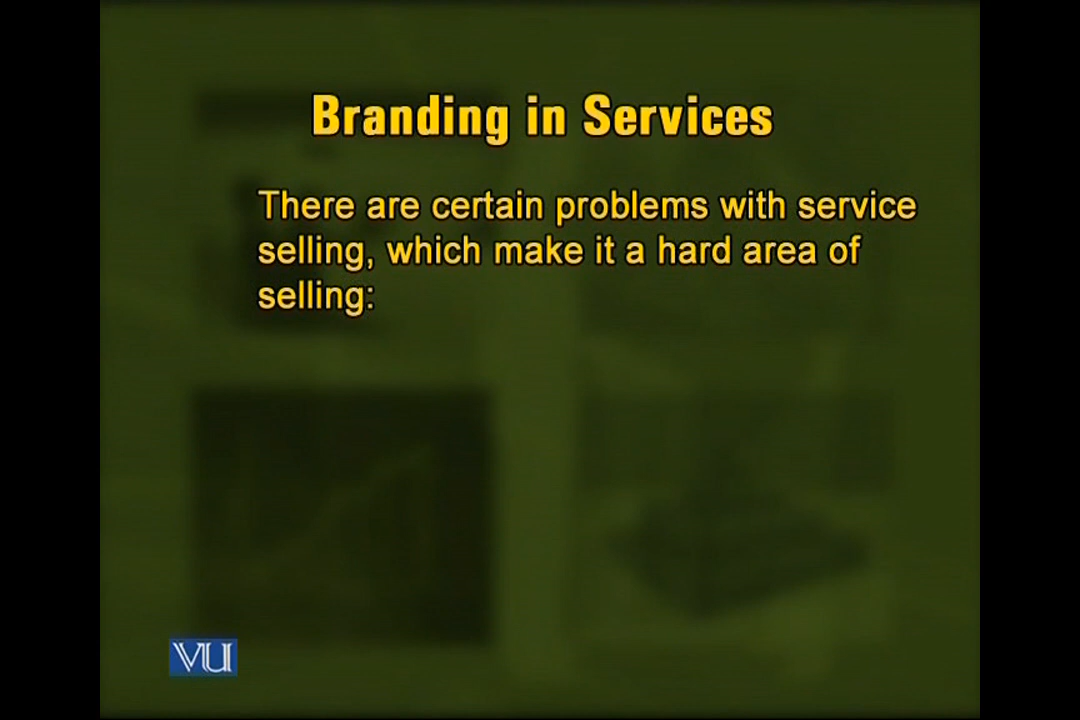 Branding in Services
There are certain problems with service
selling, which make it a hard area of
selling:
VU